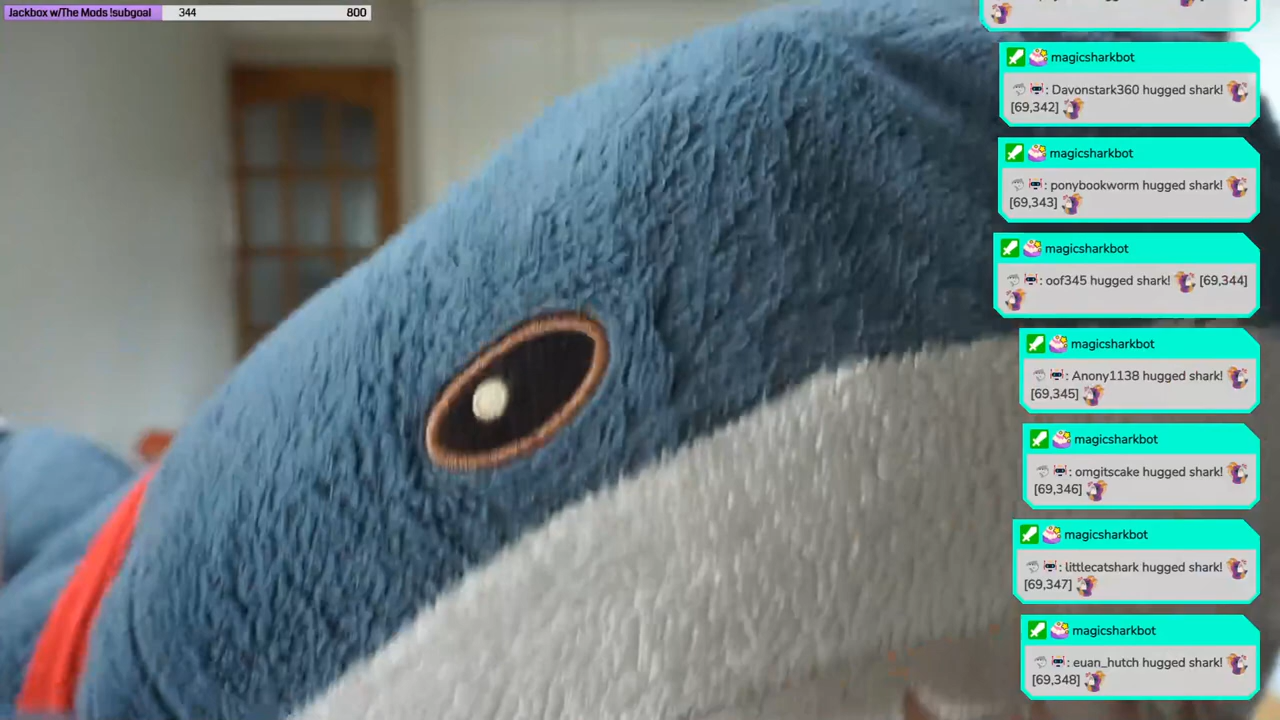 Jackbox w/The Mods !subgoal 344 800
magicsharkbot
: Davonstark360 hugged shark!
[69,342]
magicsharkbot
: ponybookworm hugged shark!
[69,343]
magicsharkbot
: oof345 hugged shark! [69,344]
magicsharkbot
: Anony1138 hugged shark!
[69,345]
magicsharkbot
: omgitscake hugged shark!
[69,346]
magicsharkbot
: littlecatshark hugged shark!
[69,347]
magicsharkbot
: euan_hutch hugged shark!
[69,348]